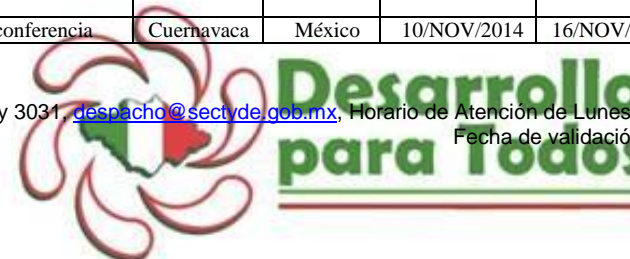 conferencia Cuernavaca México 10/NOV/2014 16/NOV/
Desarrollo
y 3031, despacho@sectyde.gob.mx, Horario de Atención de Lunes
Fecha de validació
para Todos